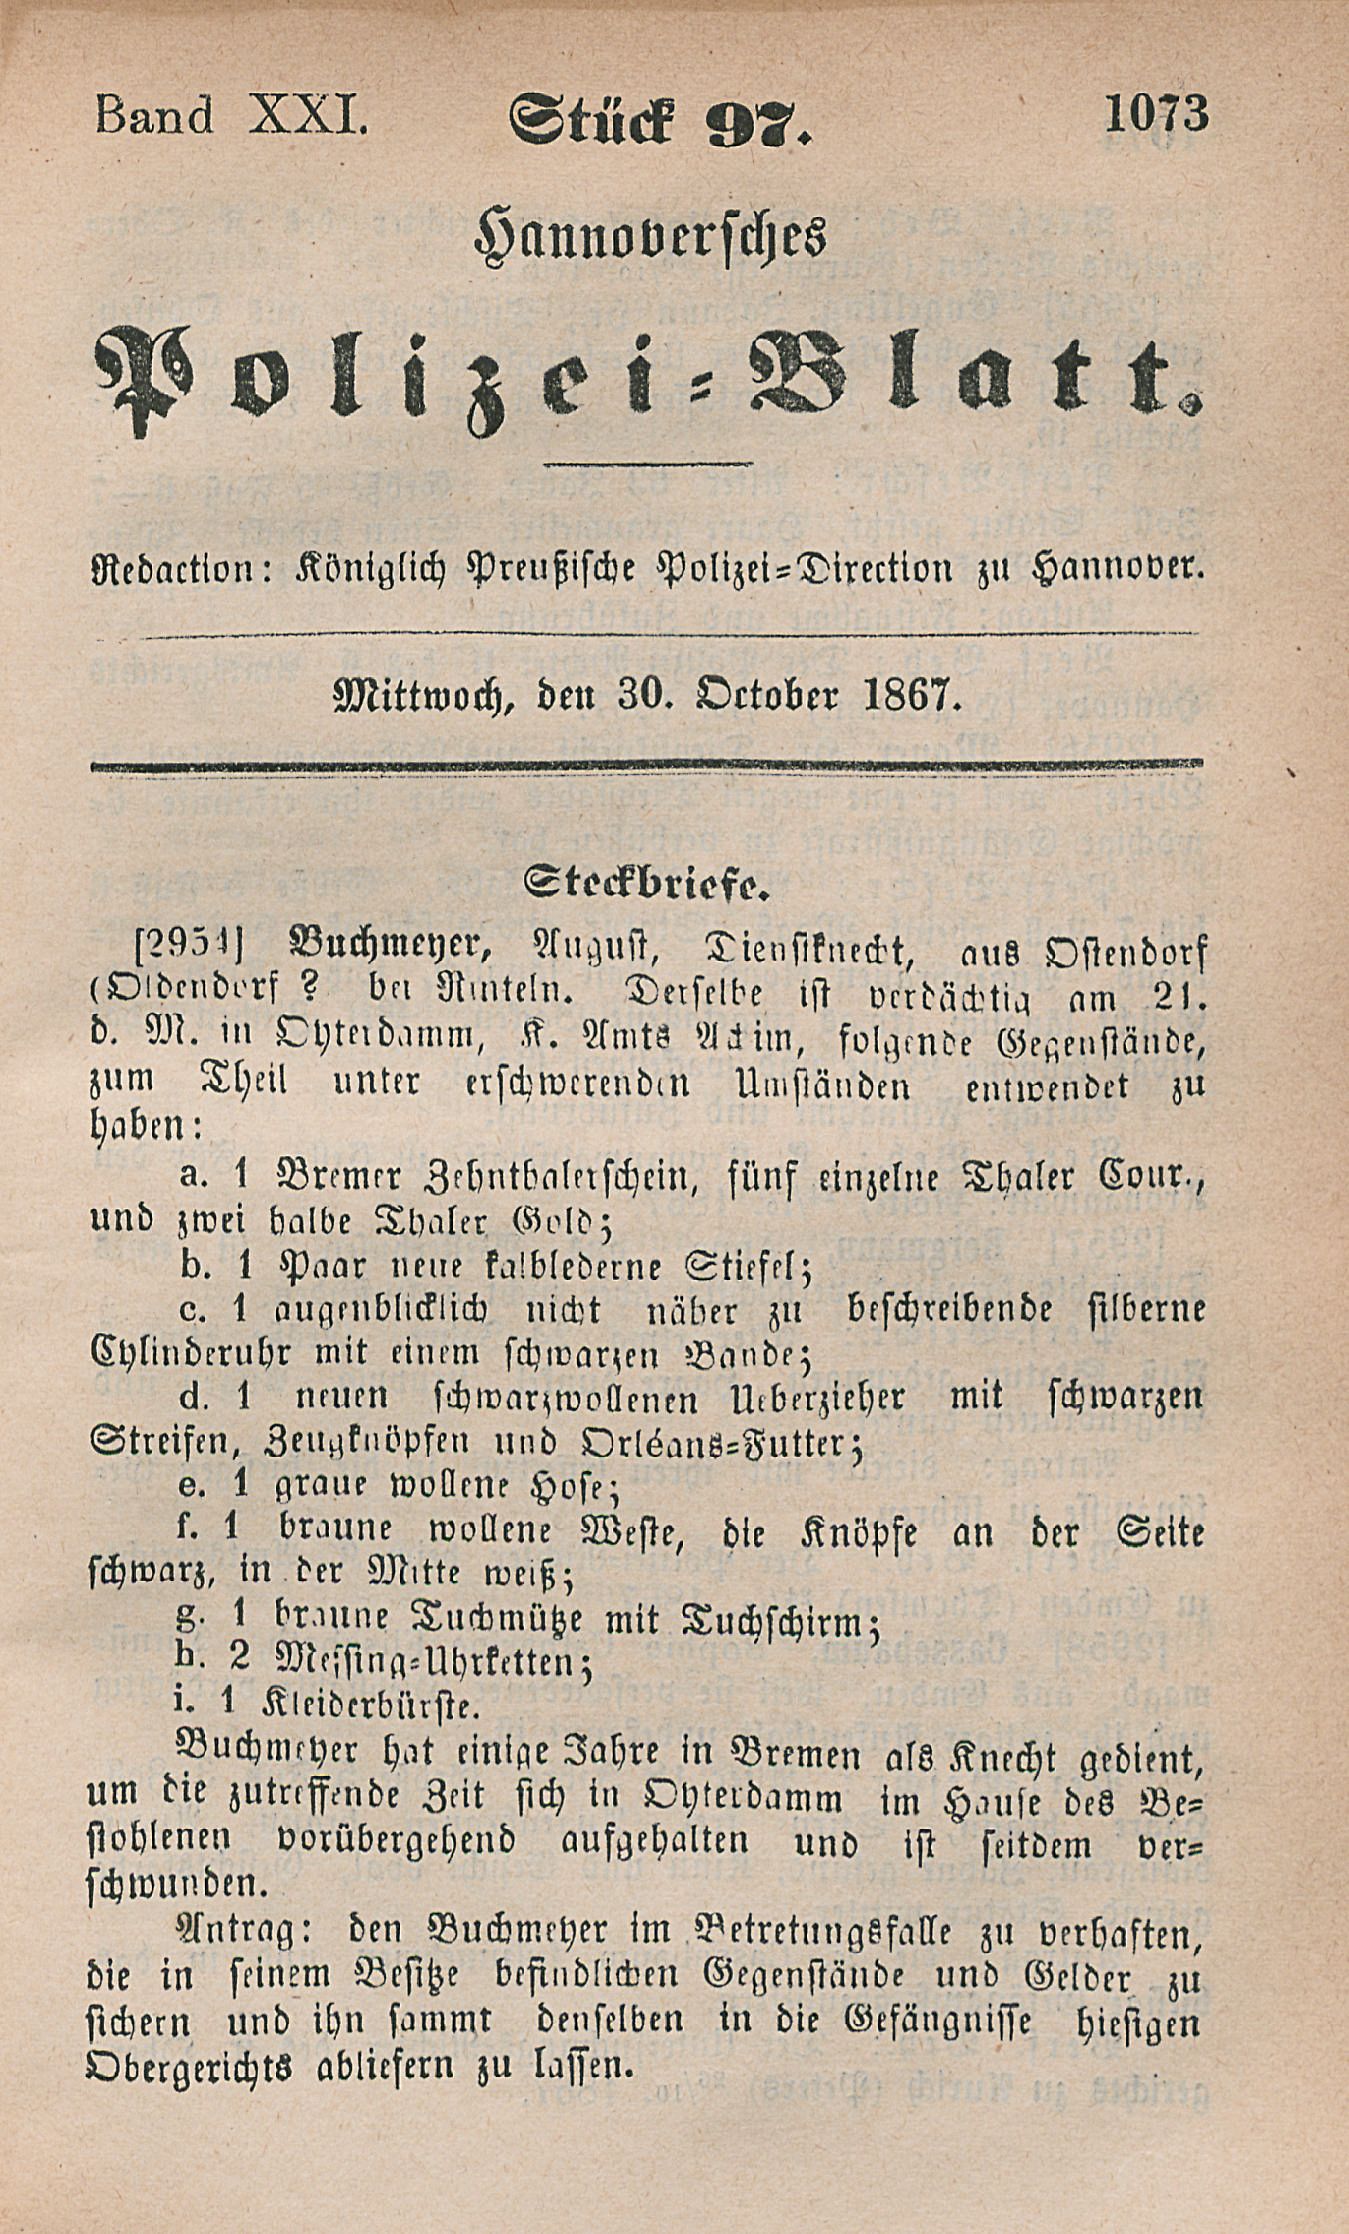 Band XXI. Stück 97. 1073
Hannoversches
Polizei-Blatt.
Redaction: Königlich Preußische Polizei-Direction zu Hannover.
Mittwoch, den 30. October 1867.
Steckbriefe.
[2954] Buchmeyer, August, Dienstknecht, aus Ostendorf
(Oldendorf ? bei Rinteln. Derselbe ist verdächtig am 21.
d. M. in Oyterdamm, K. Amts Achim, folgende Gegenstände,
zum Theil unter erschwerenden Umständen entwendet zu
haben:
a. 1 Bremer Zehnthalerschein, fünf einzelne Thaler Cour.,
und zwei halbe Thaler Gold;
b. 1 Paar neue kalblederne Stiefel;
c. 1 augenblicklich nicht näher zu beschreibende silberne
Cylinderuhr mit einem schwarzen Bande;
d. 1 neuen schwarzwollenen Ueberzieher mit schwarzen
Streifen, Zeugknöpfen und Orléans-Futter;
e. 1 graue wollene Hose;
f. 1 braune wollene Weste, die Knöpfe an der Seite
schwarz, in der Mitte weiß;
g. 1 braune Tuchmütze mit Tuchschirm;
h. 2 Messing-Uhrketten;
i. 1 Kleiderbürste.
Buchmeyer hat einige Jahre in Bremen als Knecht gedient,
um die zutreffende Zeit sich in Oyterdamm im Hause des Be-
stohlenen vorübergehend aufgehalten und ist seitdem ver-
schwunden.
Antrag: den Buchmeyer im Betretungsfalle zu verhaften,
die in seinem Besitze befindlichen Gegenstände und Gelder zu
sichern und ihn sammt denselben in die Gefängnisse hiesigen
Obergerichts abliefern zu lassen.